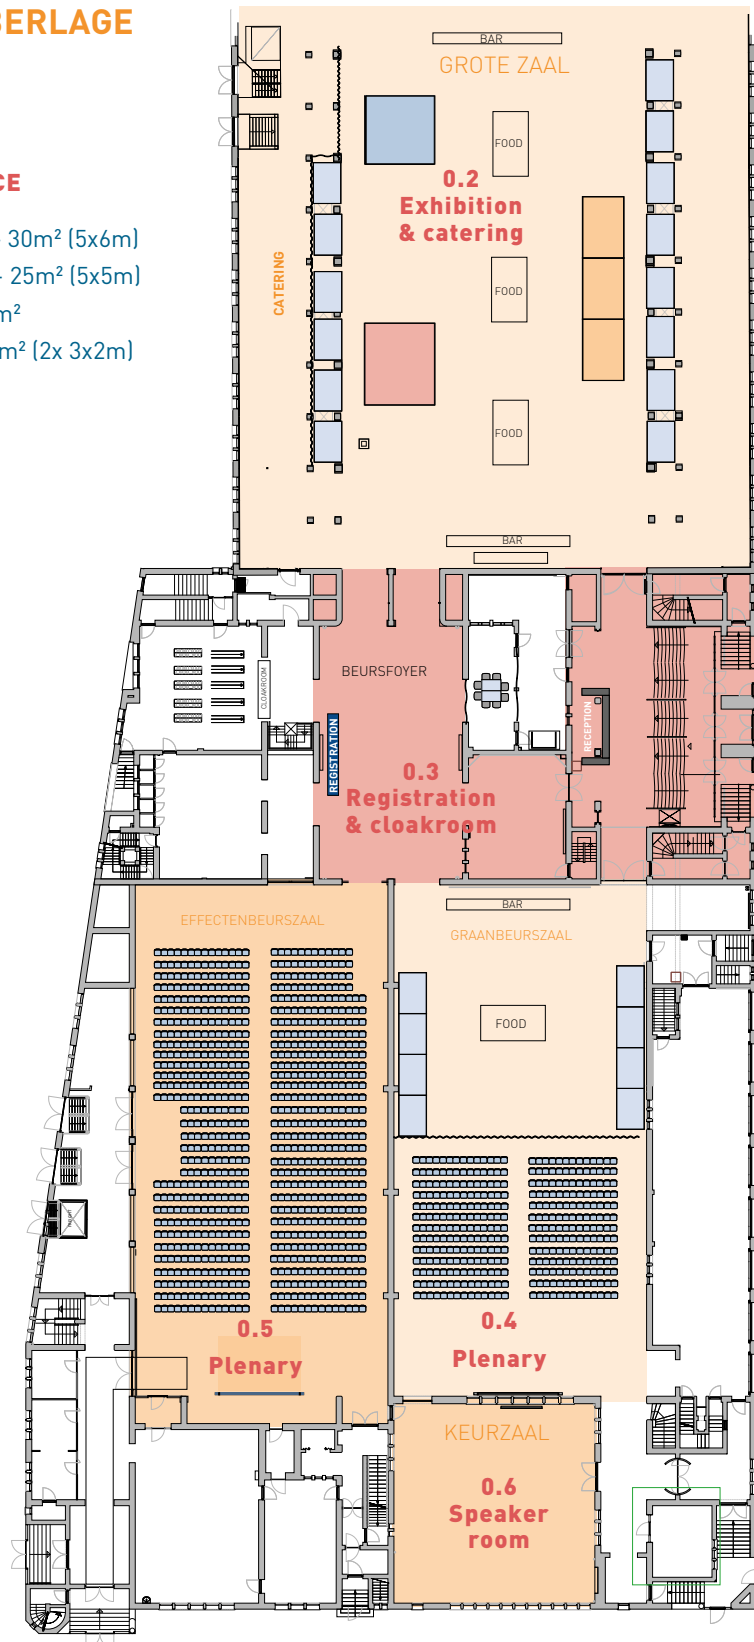 BERLAGE
CE
30m² (5x6m)
- 25m² (5x5m)
m²
m² (2x 3x2m)
BAR
GROTE ZAAL
FOOD
0.2
Exhibition
& catering
CATERING
FOOD
FOOD
BAR
BEURSFOYER
CLOAKROOM
REGISTRATION
RECEPTION
0.3
Registration
& cloakroom
EFFECTENBEURSZAAL
BAR
GRAANBEURSZAAL
FOOD
0.5
Plenary
0.4
Plenary
KEURZAAL
0.6
Speaker
room